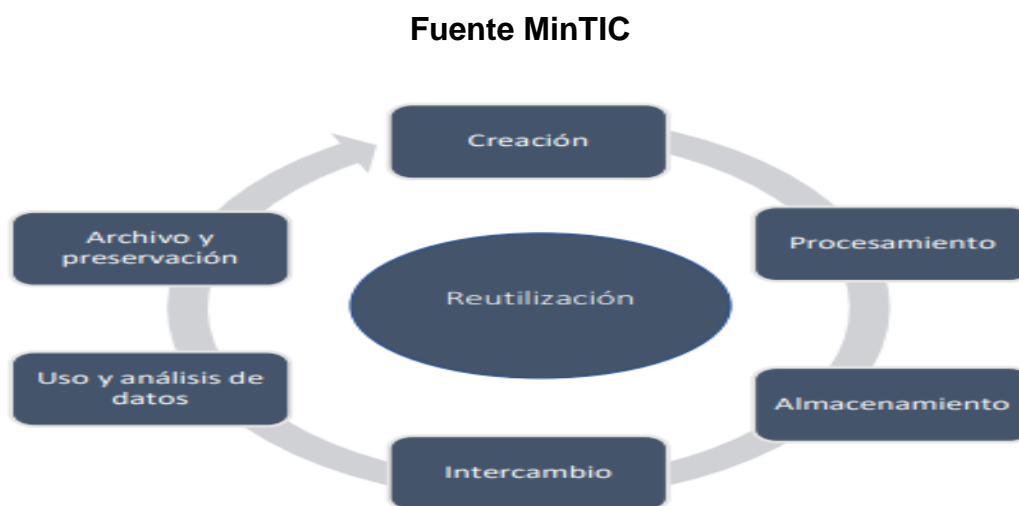 Fuente MinTIC
Creación
Procesamiento
Almacenamiento
Intercambio
Uso y análisis de
datos
Archivo y
preservación
Reutilización